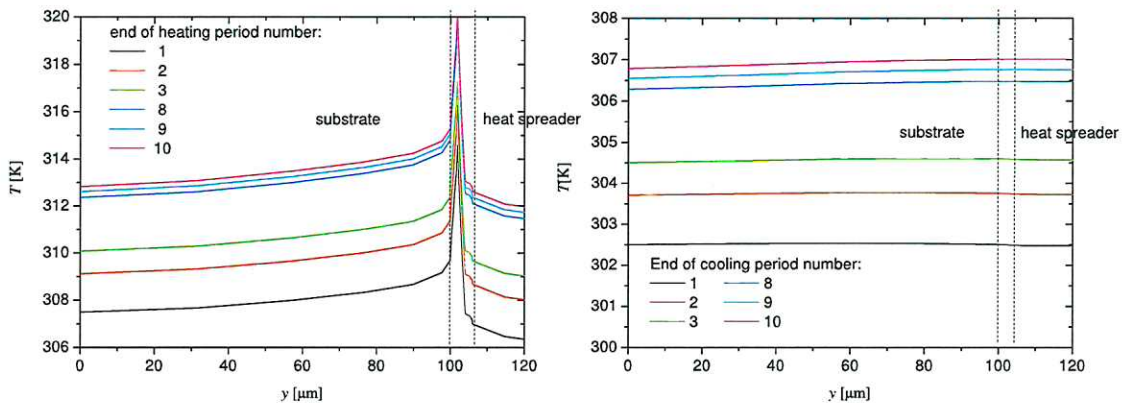 320
318
316
314
312
310
308
306
T [K]
end of heating period number:
1
2
3
8
9
10
substrate
heat spreader
0 20 40 60 80 100 120
y [µm]
308
307
306
305
304
303
302
301
300
T[K]
substrate
heat spreader
End of cooling period number:
1 8
2 9
3 10
0 20 40 60 80 100 120
y [µm]